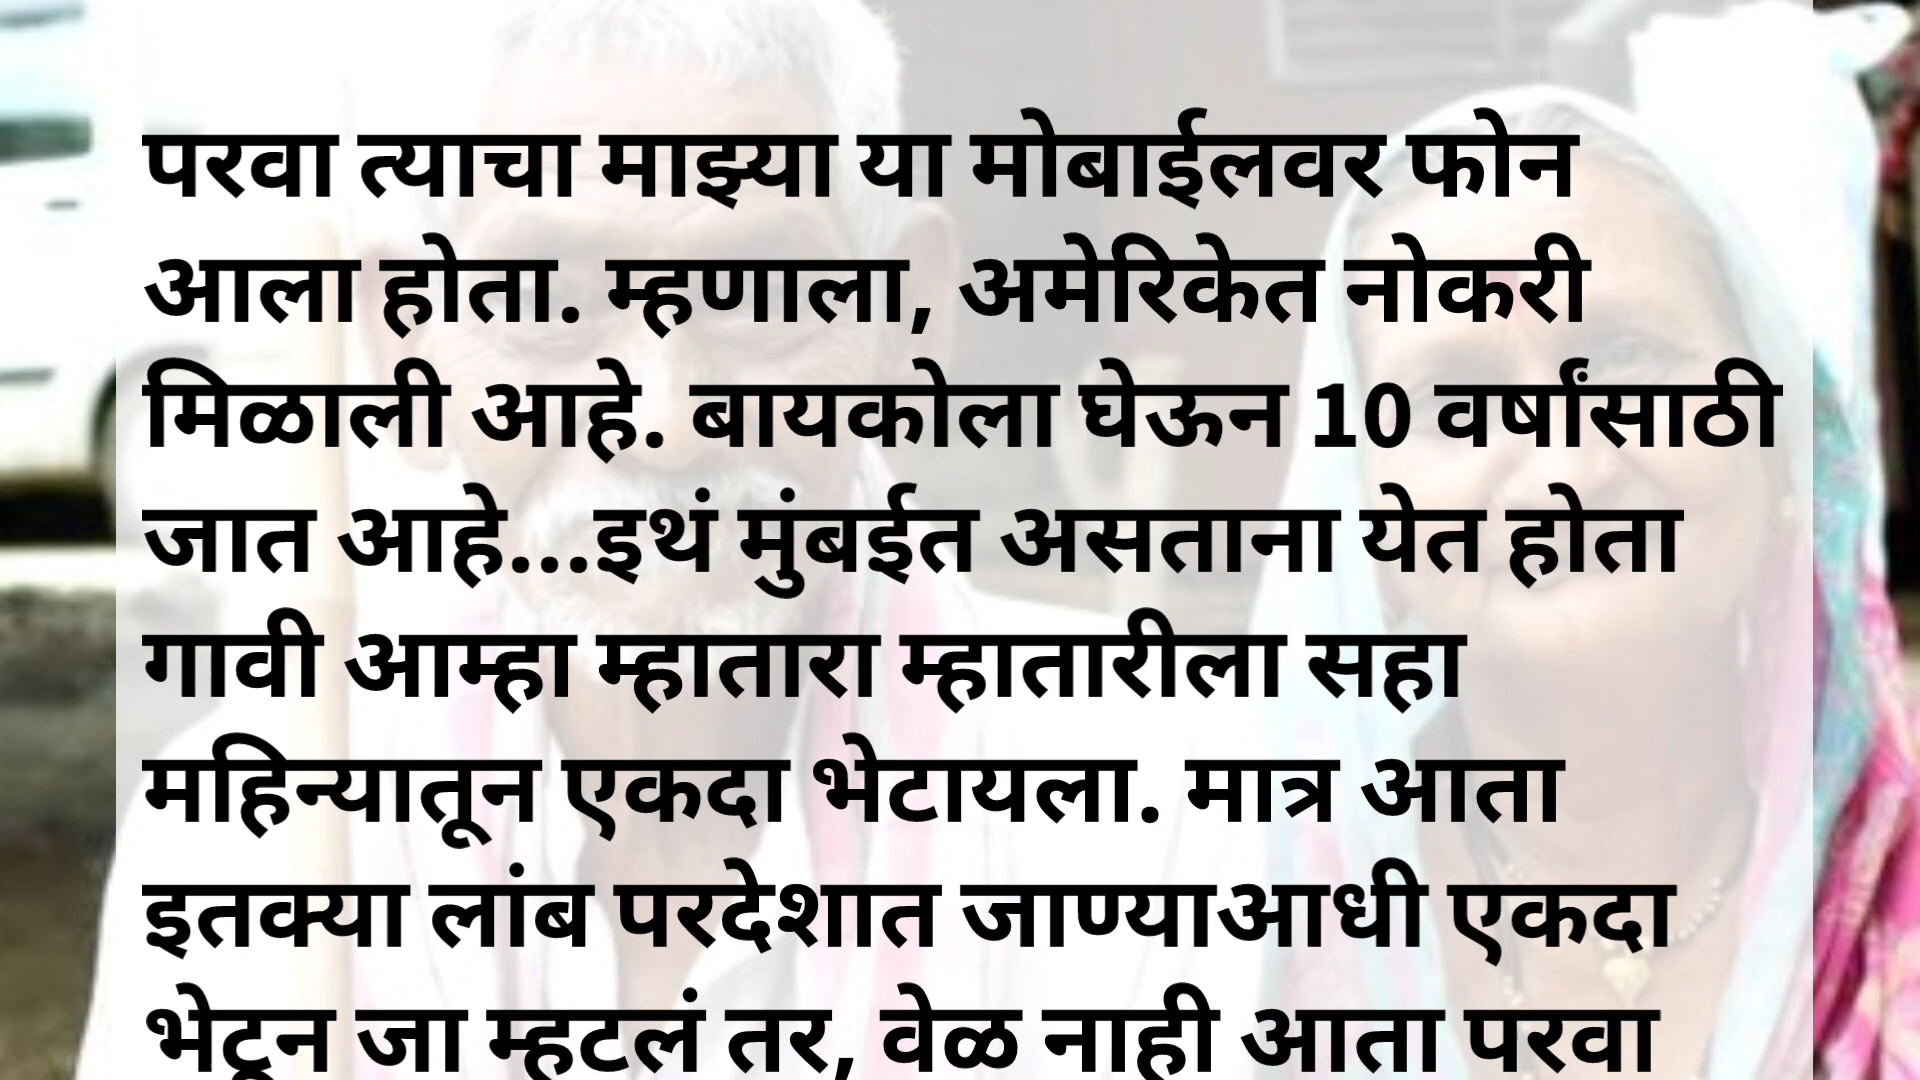 परवा त्याचा माझ्या या मोबाईलवर फोन
आला होता. म्हणाला, अमेरिकेत नोकरी
मिळाली आहे. बायकोला घेऊन 10 वर्षांसाठी
जात आहे...इथं मुंबईत असताना येत होता
गावी आम्हा म्हातारा म्हातारीला सहा
महिन्यातून एकदा भेटायला. मात्र आता
इतक्या लांब परदेशात जाण्याआधी एकदा
भेटून जा म्हटलं तर, वेळ नाही आता परवा